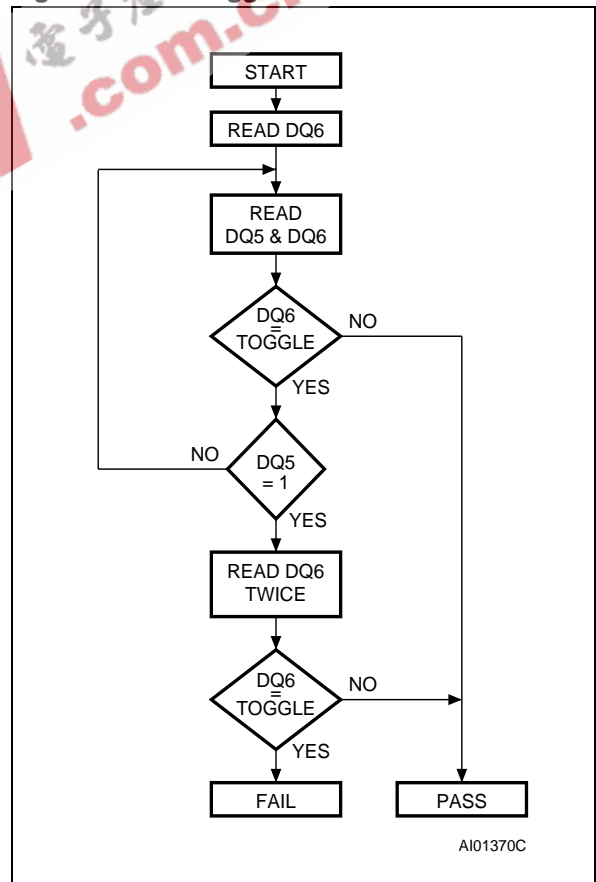 .com.c
START
READ DQ6
READ
DQ5 & DQ6
DQ6
=
TOGGLE
NO
YES
NO
DQ5
= 1
YES
READ DQ6
TWICE
DQ6
=
TOGGLE
NO
YES
FAIL
PASS
AI01370C